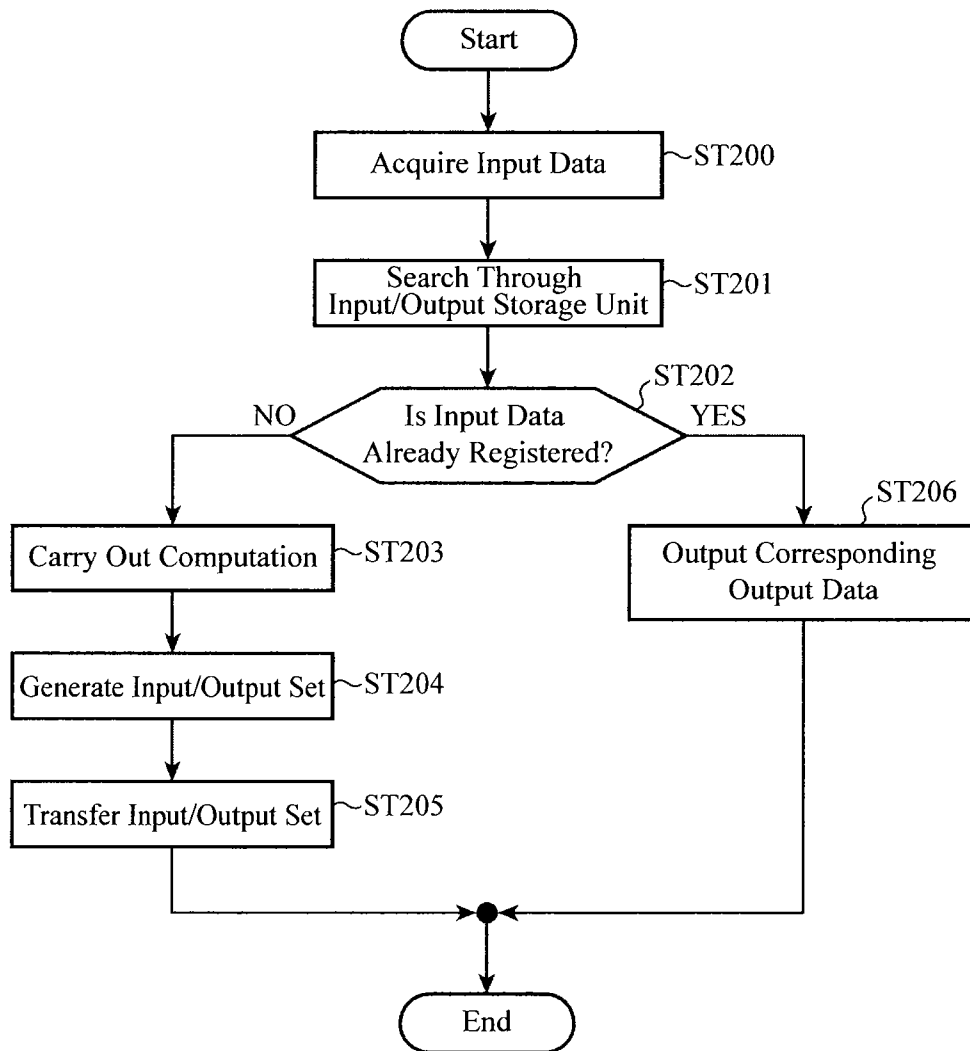 Start
Acquire Input Data
ST200
Search Through
Input/Output Storage Unit
ST201
ST202
NO
Is Input Data
Already Registered?
YES
ST206
Carry Out Computation
ST203
Output Corresponding
Output Data
Generate Input/Output Set
ST204
Transfer Input/Output Set
ST205
End